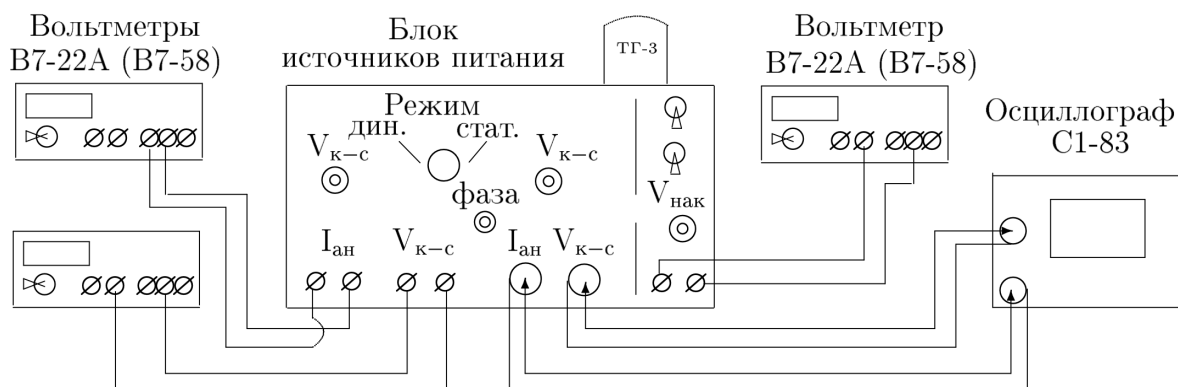 Вольтметры
В7-22А (В7-58)
Блок
источников питания
ТГ-3
Вольтметр
В7-22А (В7-58)
Осциллограф
С1-83
Режим
дин.
стат.
Vк−с
Vк−с
фаза
Vнак
Iан
Vк−с
Iан
Vк−с